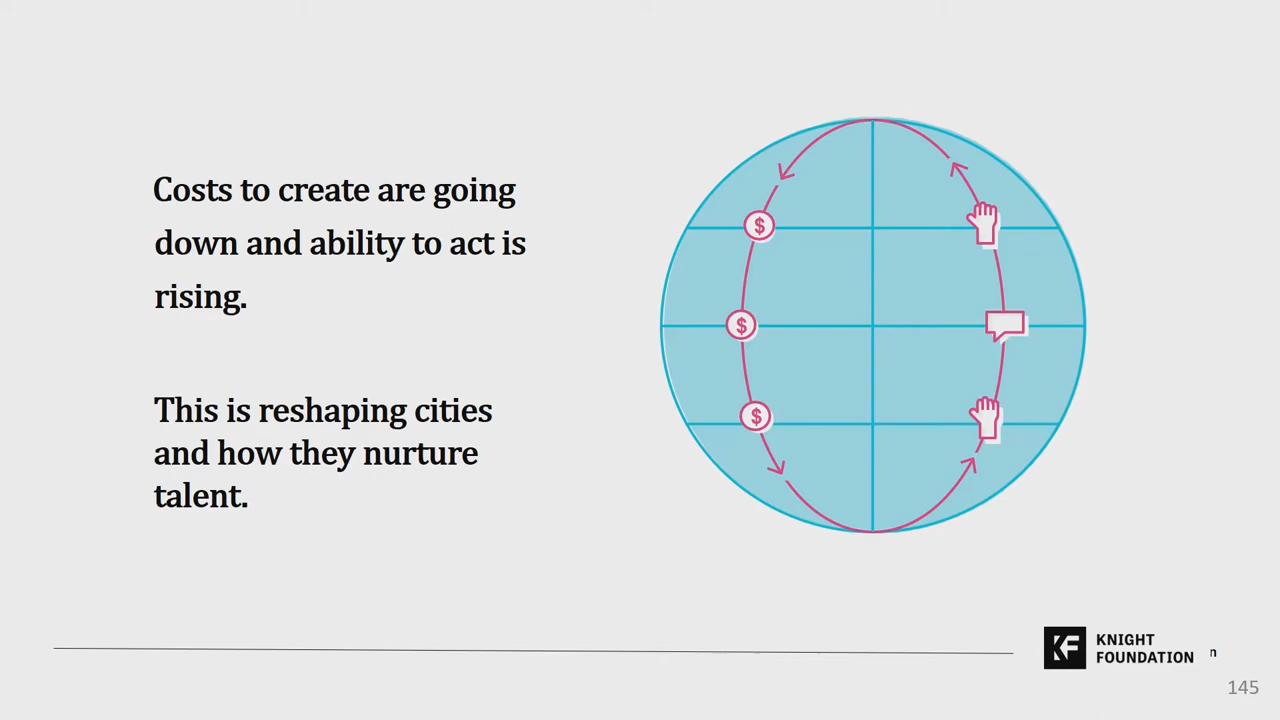 Costs to create are going
down and ability to act is
rising.
This is reshaping cities
and how they nurture
talent.
$
$
$
KF
KNIGHT
FOUNDATION
n
145